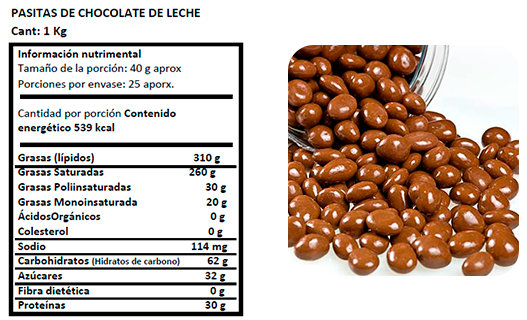 PASITAS DE CHOCOLATE DE LECHE
Cant: 1 Kg
Información nutrimental
Tamaño de la porción: 40 g aprox
Porciones por envase: 25 aporx.
Cantidad por porción Contenido
energético 539 kcal
Grasas (lípidos) 310 g
Grasas Saturadas 260 g
Grasas Poliinsaturadas 30 g
Grasas Monoinsaturada 20 g
ÁcidosOrgánicos 0 g
Colesterol 0 g
Sodio 114 mg
Carbohidratos (Hidratos de carbono) 62 g
Azúcares 32 g
Fibra dietética 0 g
Proteínas 30 g